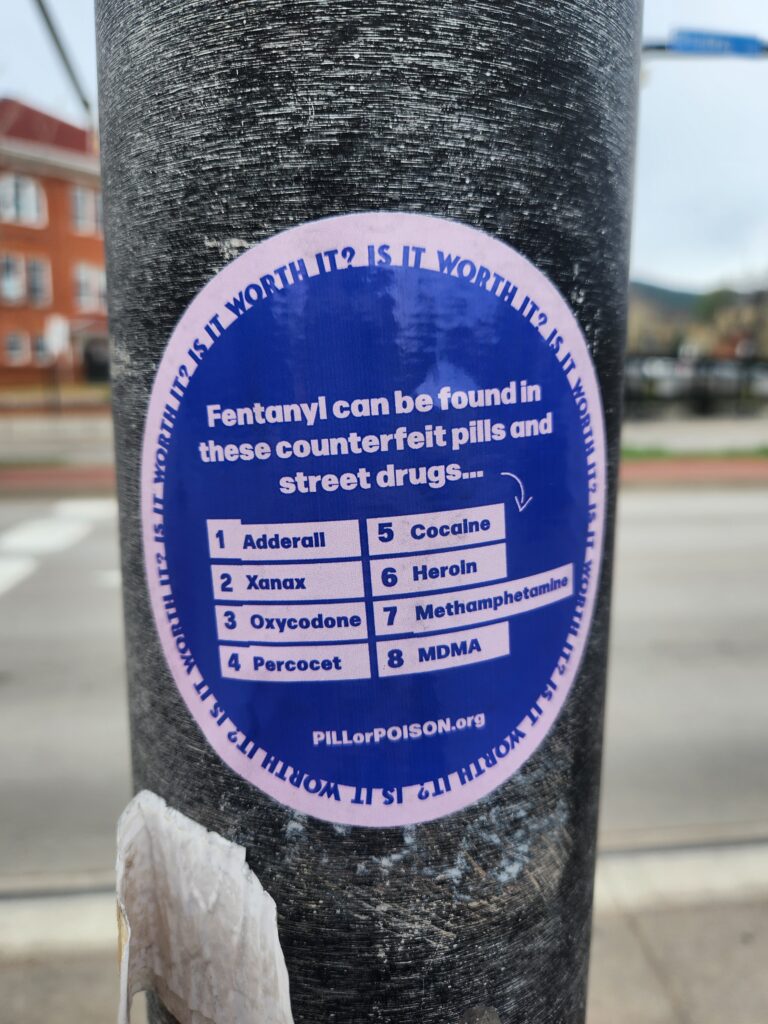 IS IT WORTH IT? IS IT WORTH IT? IS IT WORTH IT? IS IT WORTH IT? IS IT WORTH IT? IS IT WORTH IT?
Fentanyl can be found in
these counterfeit pills and
street drugs...
1 Adderall
2 Xanax
3 Oxycodone
4 Percocet
5 Cocaine
6 Heroin
7 Methamphetamine
8 MDMA
PILLorPOISON.org